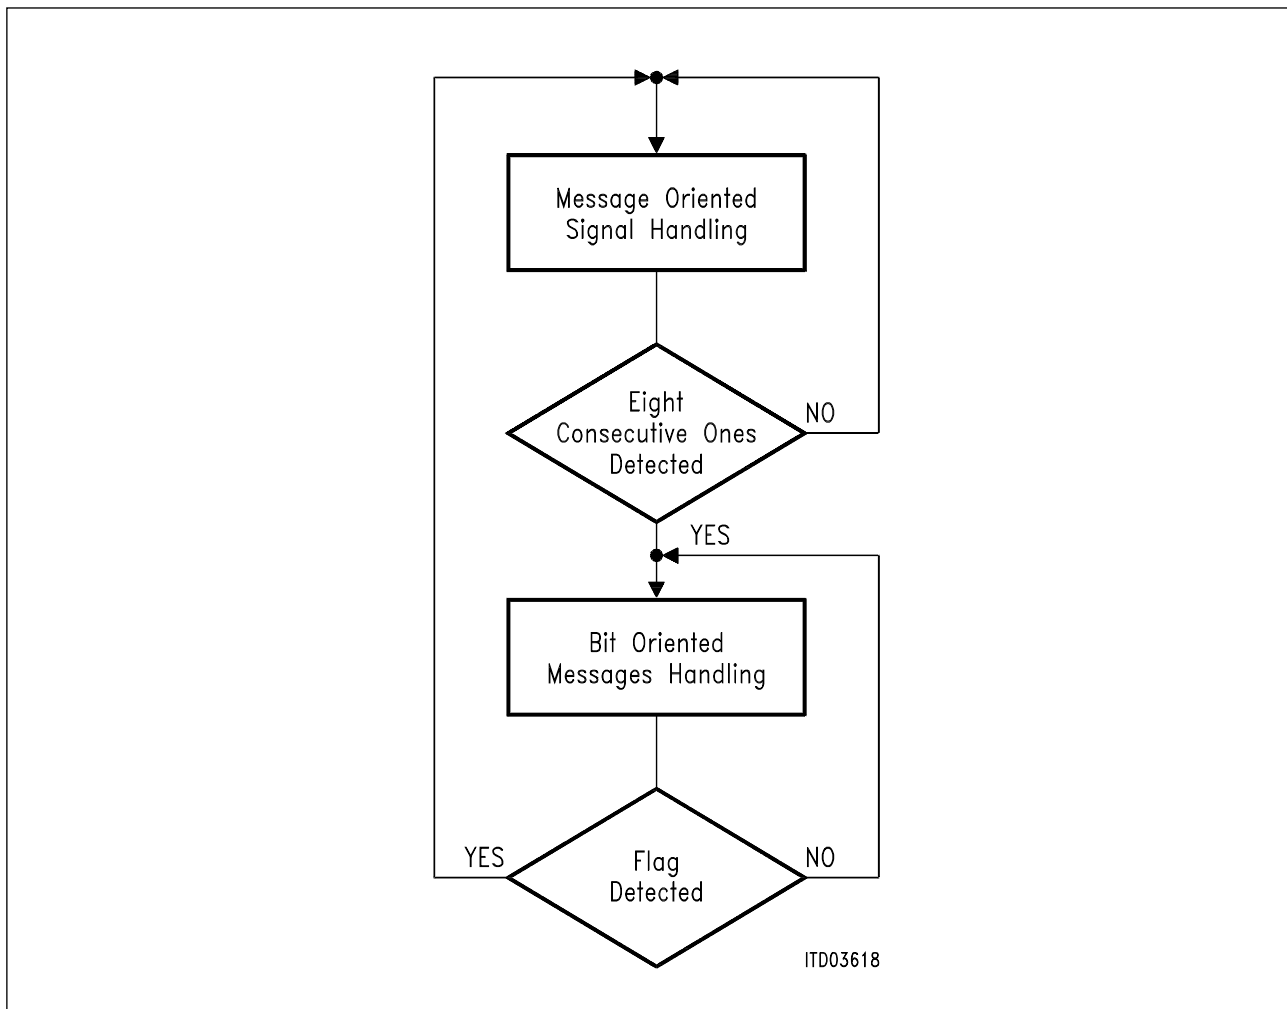 Message Oriented
Signal Handling
Eight
Consecutive Ones
Detected
NO
YES
Bit Oriented
Messages Handling
YES
Flag
Detected
NO
ITD03618